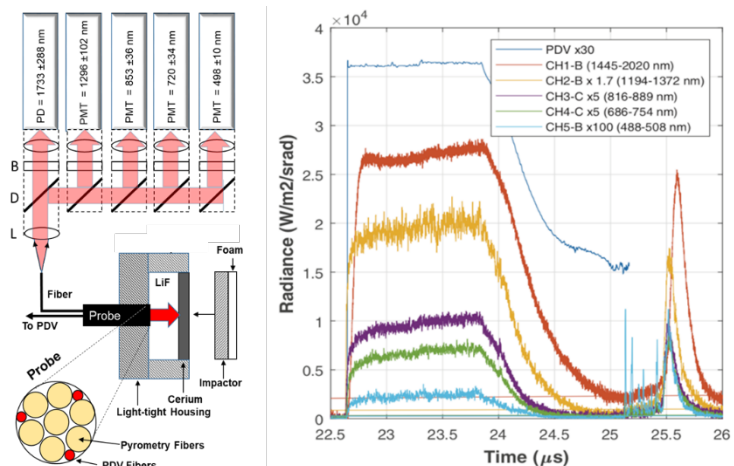 PD = 1733 ±288 nm
PMT = 1296 ±102 nm
PMT = 853 ±36 nm
PMT = 720 ±34 nm
PMT = 498 ±10 nm
B
D
L
Fiber
To PDV
Probe
LiF
Foam
Impactor
Cerium
Housing
Light-tight
Probe
Pyrometry Fibers
PDV Fibers
×10⁴
Radiance (W/m2/srad)
4
3.5
3
2.5
2
1.5
1
0.5
0
PDV x30
CH1-B (1445-2020 nm)
CH2-B x 1.7 (1194-1372 nm)
CH3-C x5 (816-889 nm)
CH4-C x5 (686-754 nm)
CH5-B x100 (488-508 nm)
22.5 23 23.5 24 24.5 25 25.5 26
Time (μs)